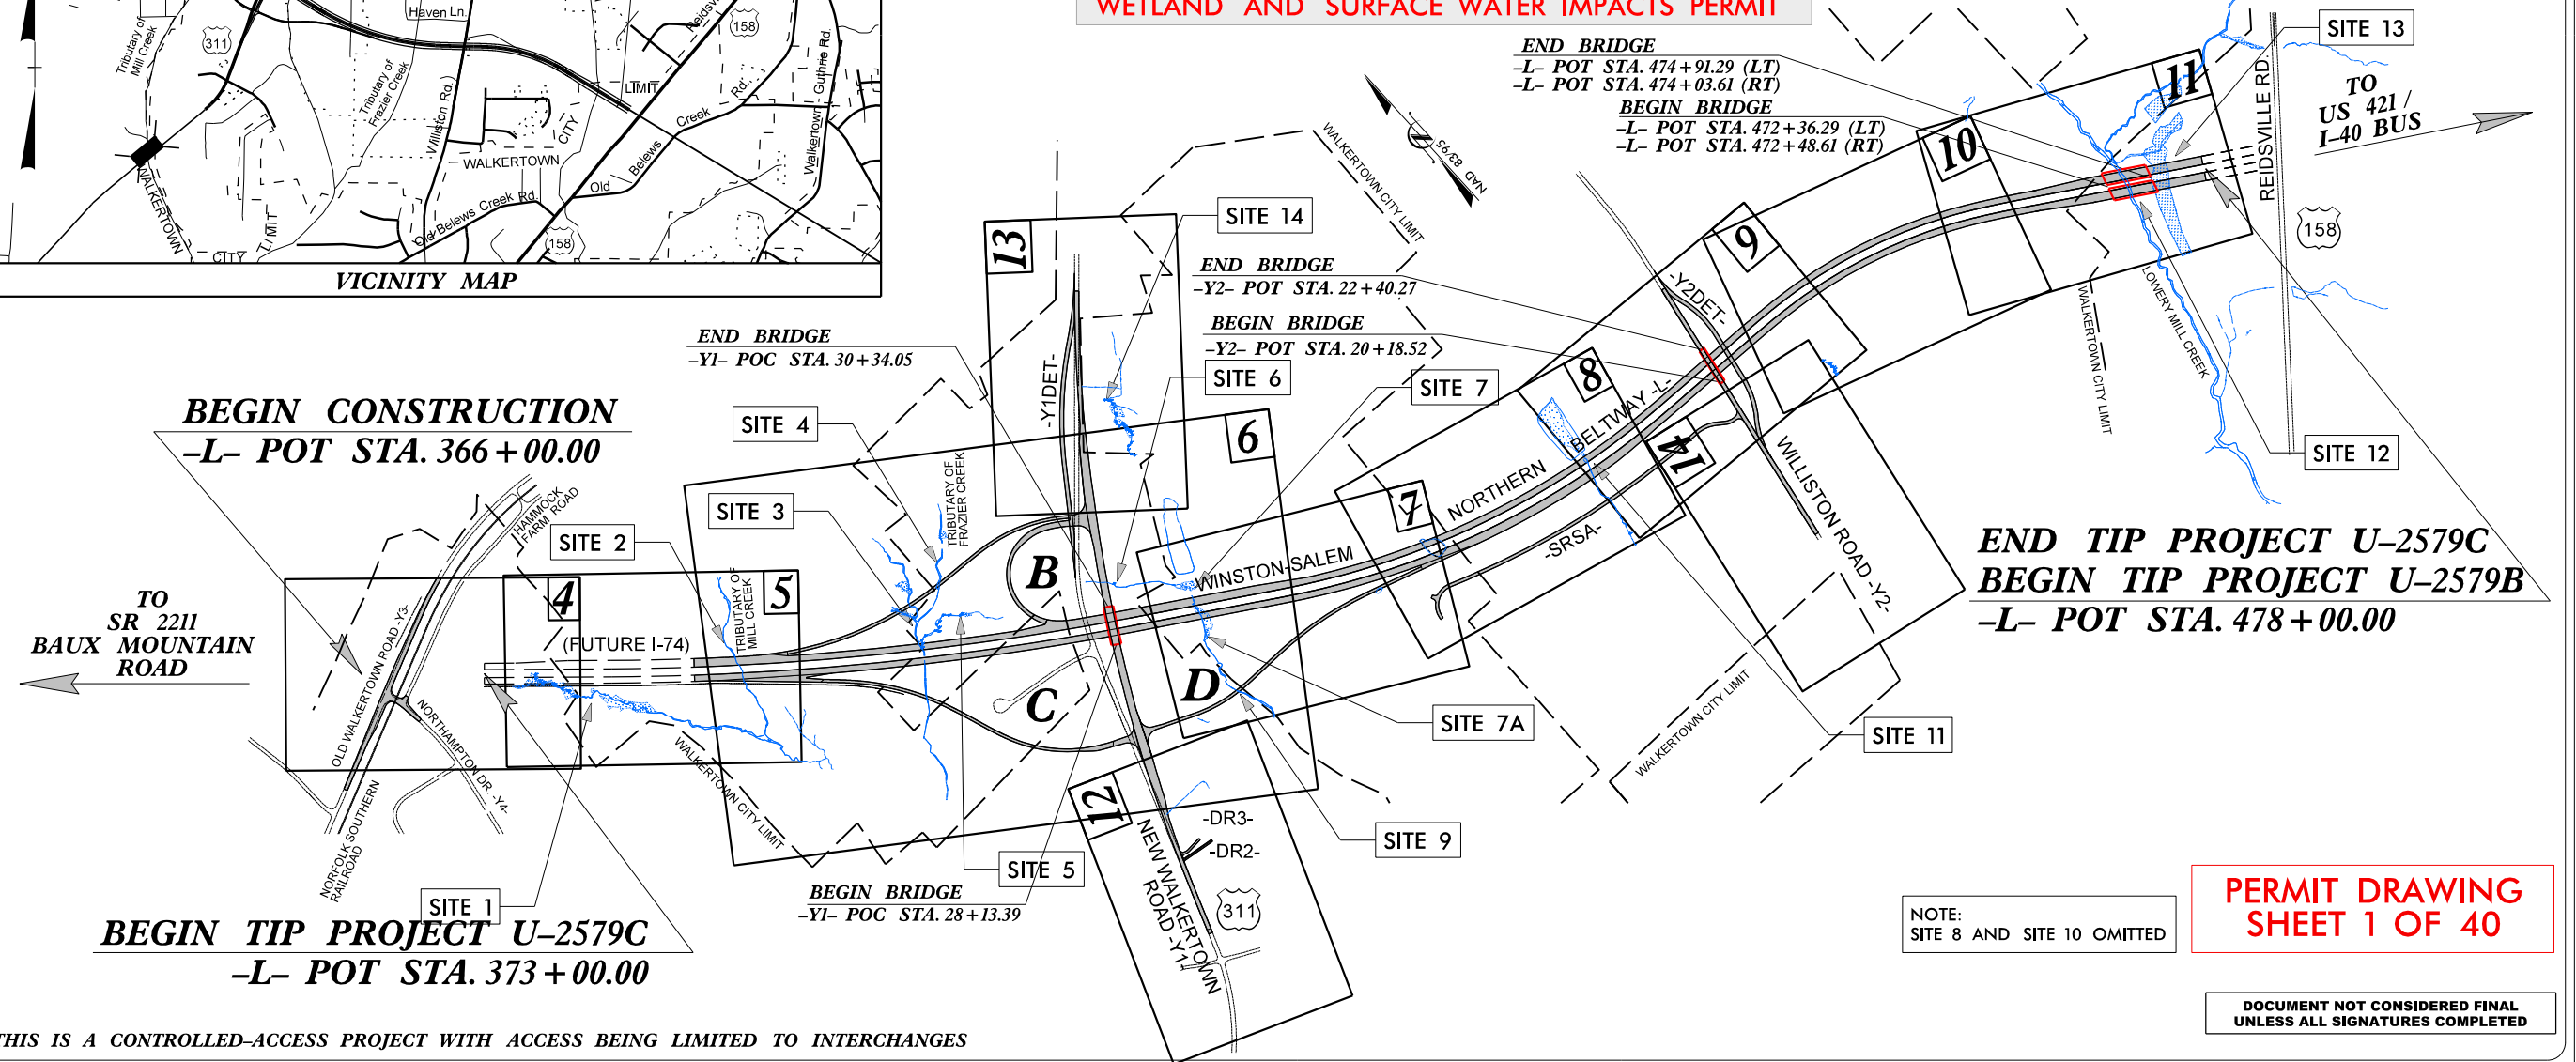 WETLAND AND SURFACE WATER IMPACTS PERMIT
Haven Ln.
Tributary of
Mill Creek
311
Tributary of
Frazier Creek
Williston Rd.
158
LIMIT
CITY
WALKERTOWN
Creek
Rd.
Belews
Old
Walkertown - Guthrie Rd.
WALKERTOWN
CITY
LIMIT
Old Belews Creek Rd.
158
VICINITY MAP
END BRIDGE
-L- POT STA. 474+91.29 (LT)
-L- POT STA. 474+03.61 (RT)
BEGIN BRIDGE
-L- POT STA. 472+36.29 (LT)
-L- POT STA. 472+48.61 (RT)
SITE 13
TO
US 421 /
I-40 BUS
REIDSVILLE RD.
158
11
10
NAD 83/95
WALKERTOWN CITY LIMIT
SITE 14
13
END BRIDGE
-Y2- POT STA. 22+40.27
BEGIN BRIDGE
-Y2- POT STA. 20+18.52
END BRIDGE
-Y1- POC STA. 30+34.05
SITE 6
SITE 7
-Y1DET-
-Y2DET-
9
8
LOWERY MILL CREEK
WALKERTOWN CITY LIMIT
SITE 12
BEGIN CONSTRUCTION
-L- POT STA. 366+00.00
SITE 4
6
TRIBUTARY OF
FRAZIER CREEK
SITE 3
SITE 2
HAMMOCK
FARM ROAD
7
NORTHERN
BELTWAY -L-
14
WILLISTON ROAD -Y2-
-SRSA-
WINSTON-SALEM
END TIP PROJECT U-2579C
BEGIN TIP PROJECT U-2579B
-L- POT STA. 478+00.00
TO
SR 2211
BAUX MOUNTAIN
ROAD
4
5
TRIBUTARY OF
MILL CREEK
(FUTURE I-74)
B
C
D
OLD WALKERTOWN ROAD -Y3-
NORTHAMPTON DR. -Y4-
NORFOLK SOUTHERN
RAILROAD
WALKERTOWN CITY LIMIT
SITE 7A
SITE 11
WALKERTOWN CITY LIMIT
12
-DR3-
-DR2-
SITE 9
SITE 5
NEW WALKERTOWN
ROAD -Y1-
311
BEGIN BRIDGE
-Y1- POC STA. 28+13.39
SITE 1
BEGIN TIP PROJECT U-2579C
-L- POT STA. 373+00.00
NOTE:
SITE 8 AND SITE 10 OMITTED
PERMIT DRAWING
SHEET 1 OF 40
DOCUMENT NOT CONSIDERED FINAL
UNLESS ALL SIGNATURES COMPLETED
THIS IS A CONTROLLED-ACCESS PROJECT WITH ACCESS BEING LIMITED TO INTERCHANGES